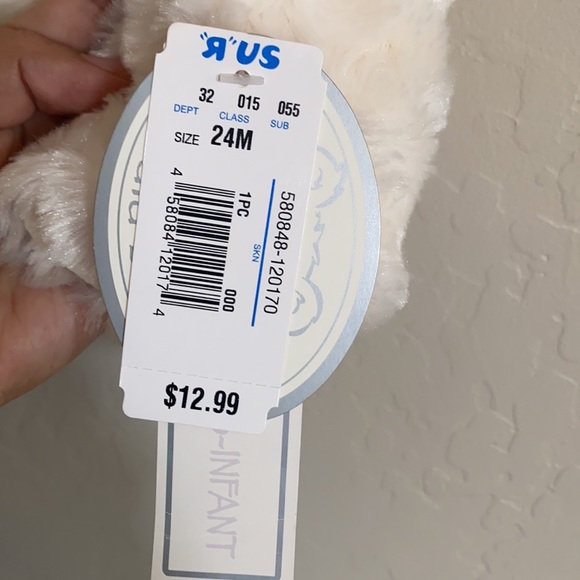 "R"US
32 015 055
DEPT CLASS SUB
SIZE 24M
1PC
000
4 58084 12017 4
SKN
580848-120170
$12.99
-INFANT